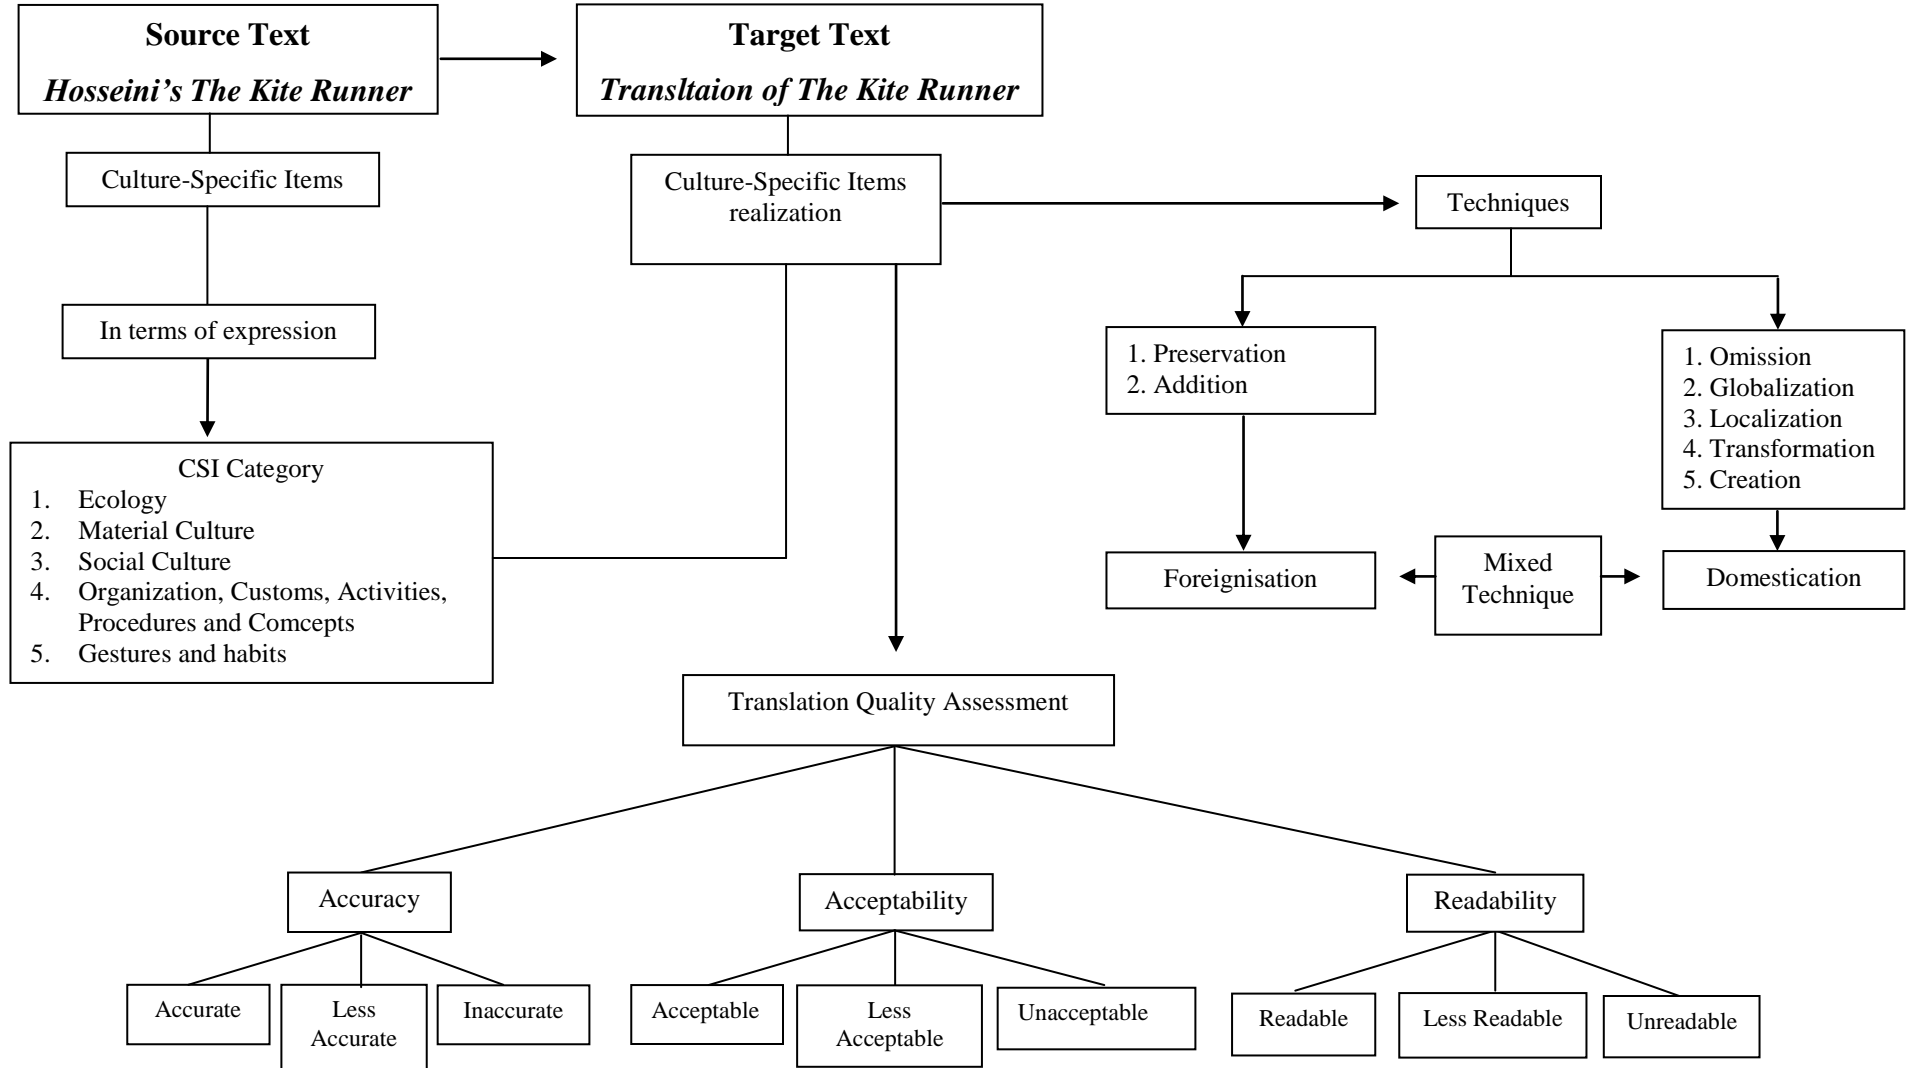 Source Text
Hosseini’s The Kite Runner
Target Text
Transltaion of The Kite Runner
Culture-Specific Items
Culture-Specific Items
realization
Techniques
In terms of expression
1. Preservation
2. Addition
1. Omission
2. Globalization
3. Localization
4. Transformation
5. Creation
CSI Category
1. Ecology
2. Material Culture
3. Social Culture
4. Organization, Customs, Activities,
Procedures and Comcepts
5. Gestures and habits
Foreignisation
Mixed
Technique
Domestication
Translation Quality Assessment
Accuracy
Acceptability
Readability
Accurate
Less
Accurate
Inaccurate
Acceptable
Less
Acceptable
Unacceptable
Readable
Less Readable
Unreadable